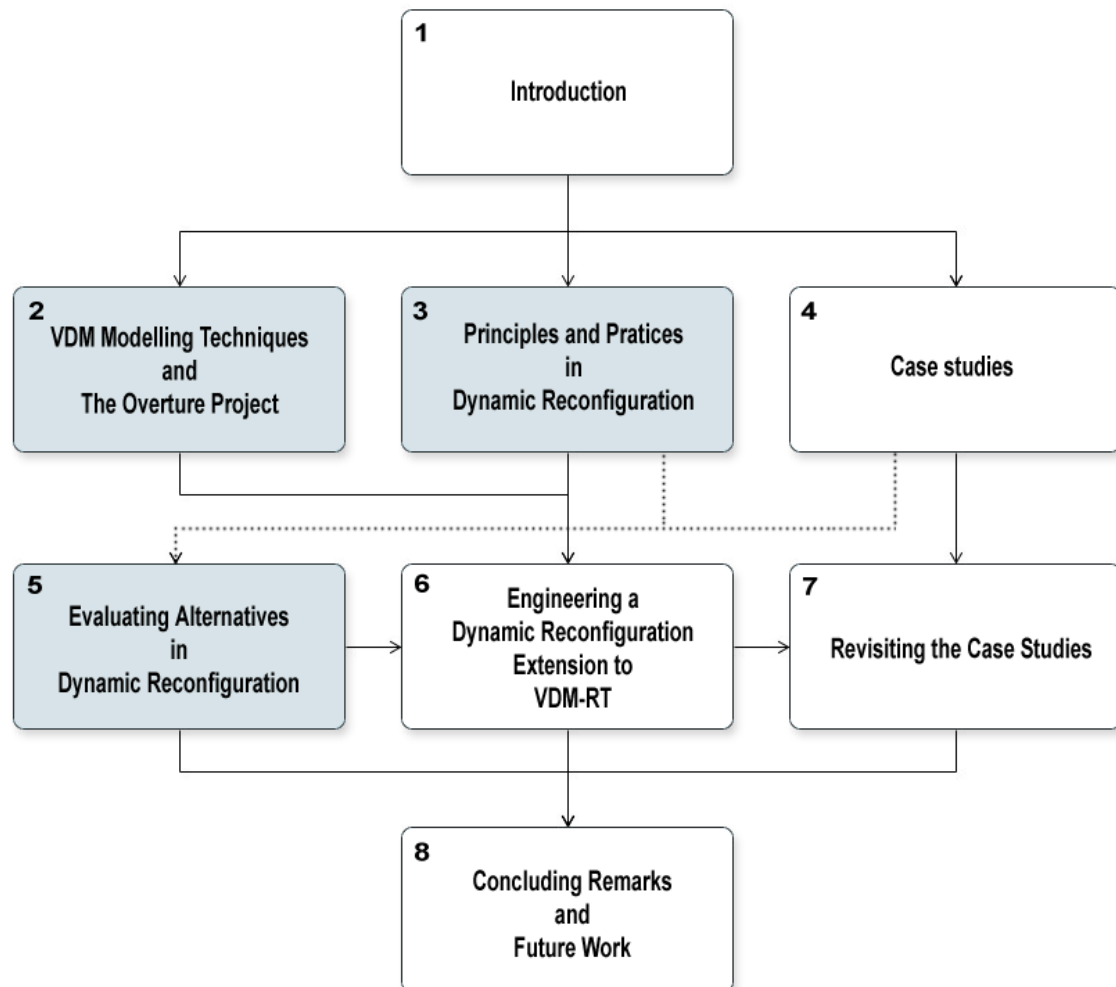 1
Introduction
2
VDM Modelling Techniques
and
The Overture Project
3
Principles and Pratices
in
Dynamic Reconfiguration
4
Case studies
5
Evaluating Alternatives
in
Dynamic Reconfiguration
6
Engineering a
Dynamic Reconfiguration
Extension to
VDM-RT
7
Revisiting the Case Studies
8
Concluding Remarks
and
Future Work